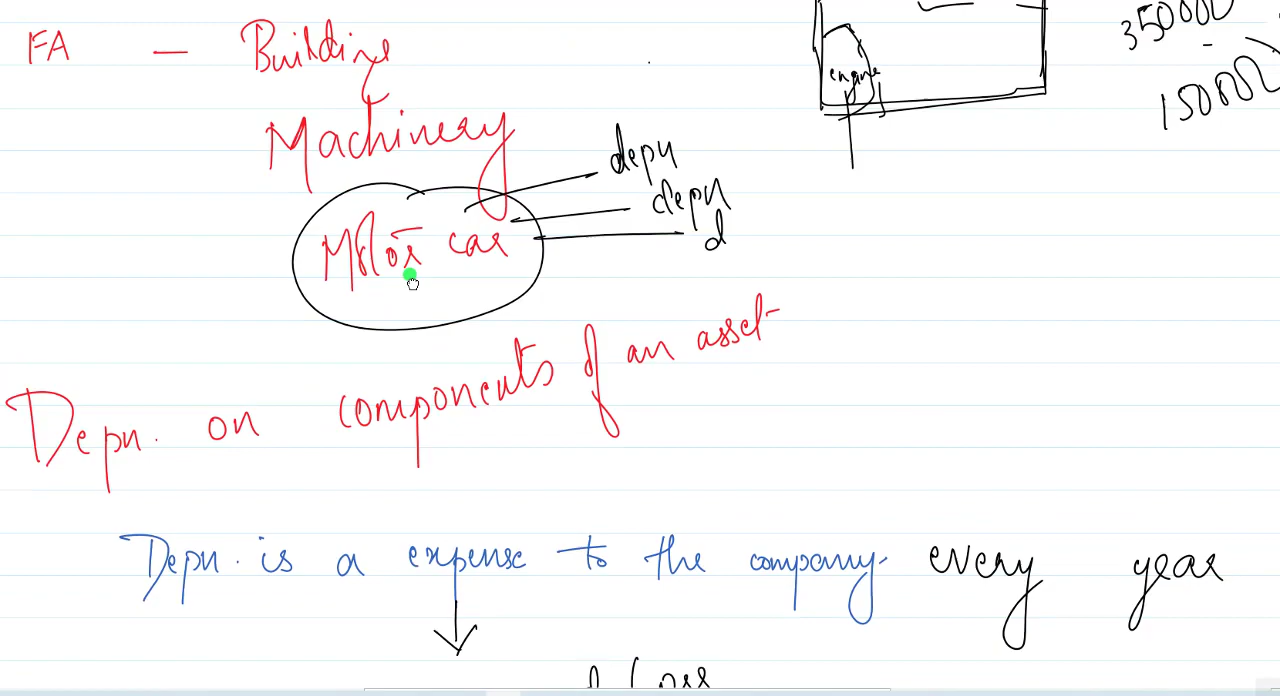 FA — Building
350000
engine
-
150000
Machinery
depn
depn
d
Motor car
Depn. on components of an asset
Depn. is a expense to the company. every year
Loss